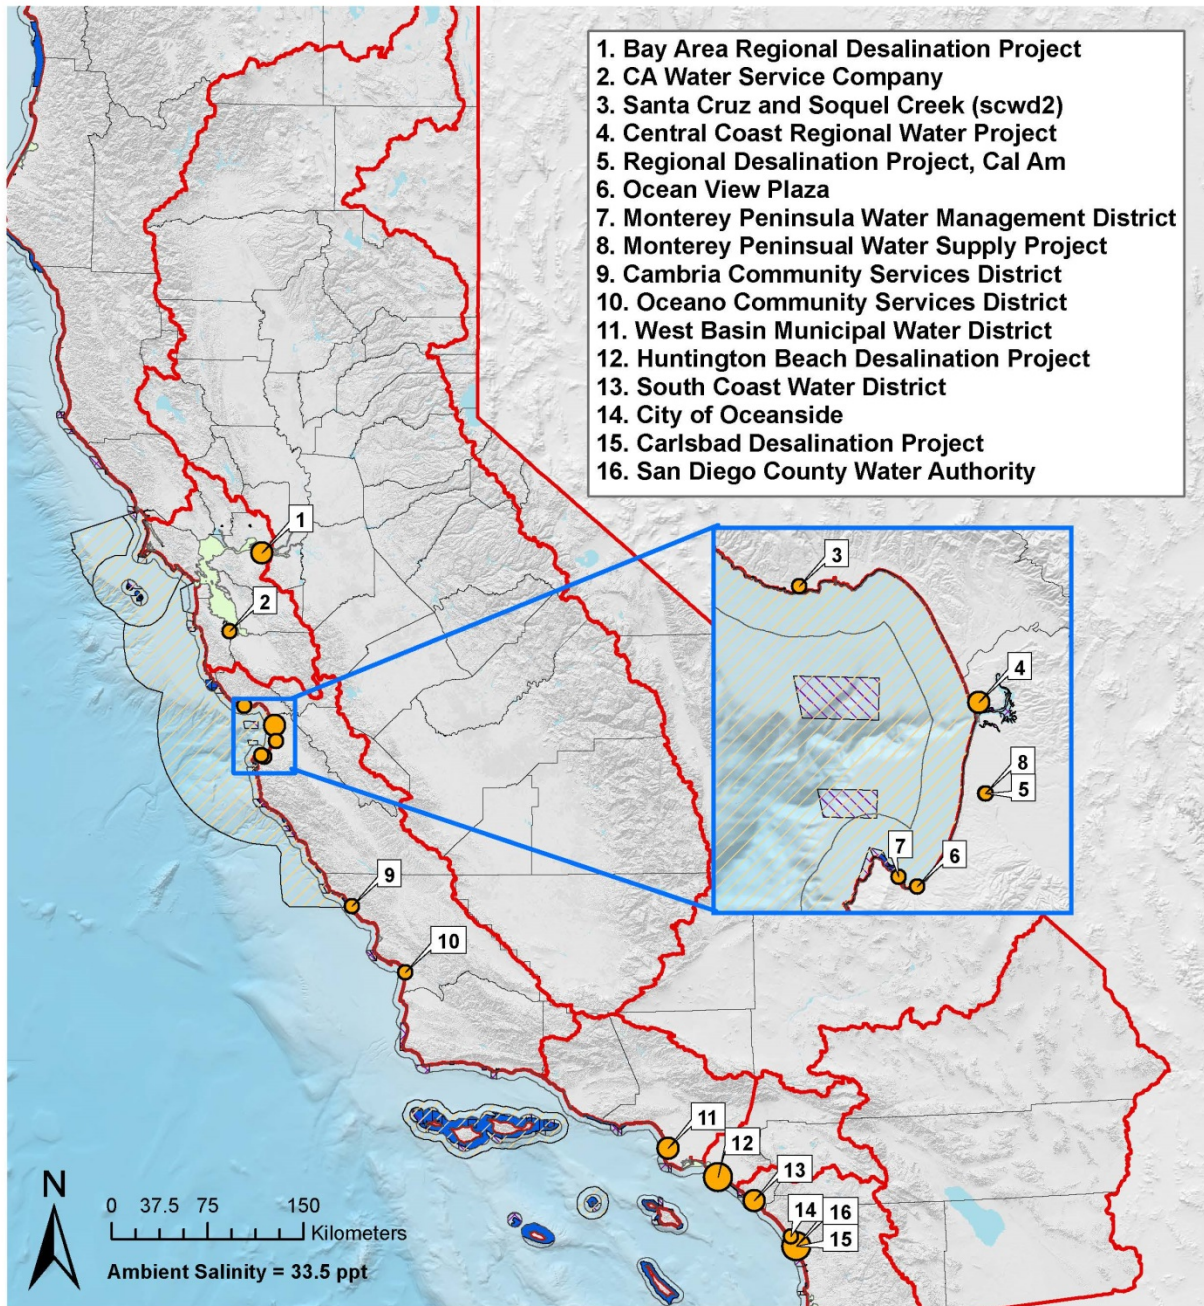 1. Bay Area Regional Desalination Project
2. CA Water Service Company
3. Santa Cruz and Soquel Creek (scwd2)
4. Central Coast Regional Water Project
5. Regional Desalination Project, Cal Am
6. Ocean View Plaza
7. Monterey Peninsula Water Management District
8. Monterey Peninsual Water Supply Project
9. Cambria Community Services District
10. Oceano Community Services District
11. West Basin Municipal Water District
12. Huntington Beach Desalination Project
13. South Coast Water District
14. City of Oceanside
15. Carlsbad Desalination Project
16. San Diego County Water Authority
1
2
3
4
8
5
7
6
9
10
11
12
13
14 16
15
N
0 37.5 75 150
Kilometers
Ambient Salinity = 33.5 ppt